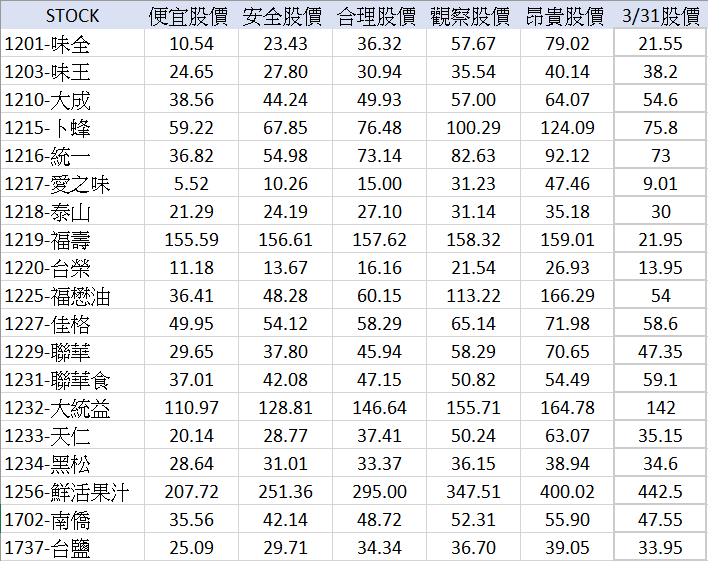 STOCK 便宜股價 安全股價 合理股價 觀察股價 昂貴股價 3/31股價
1201-味全 10.54 23.43 36.32 57.67 79.02 21.55
1203-味王 24.65 27.80 30.94 35.54 40.14 38.2
1210-大成 38.56 44.24 49.93 57.00 64.07 54.6
1215-卜蜂 59.22 67.85 76.48 100.29 124.09 75.8
1216-統一 36.82 54.98 73.14 82.63 92.12 73
1217-愛之味 5.52 10.26 15.00 31.23 47.46 9.01
1218-泰山 21.29 24.19 27.10 31.14 35.18 30
1219-福壽 155.59 156.61 157.62 158.32 159.01 21.95
1220-台榮 11.18 13.67 16.16 21.54 26.93 13.95
1225-福懋油 36.41 48.28 60.15 113.22 166.29 54
1227-佳格 49.95 54.12 58.29 65.14 71.98 58.6
1229-聯華 29.65 37.80 45.94 58.29 70.65 47.35
1231-聯華食 37.01 42.08 47.15 50.82 54.49 59.1
1232-大統益 110.97 128.81 146.64 155.71 164.78 142
1233-天仁 20.14 28.77 37.41 50.24 63.07 35.15
1234-黑松 28.64 31.01 33.37 36.15 38.94 34.6
1256-鮮活果汁 207.72 251.36 295.00 347.51 400.02 442.5
1702-南僑 35.56 42.14 48.72 52.31 55.90 47.55
1737-台鹽 25.09 29.71 34.34 36.70 39.05 33.95